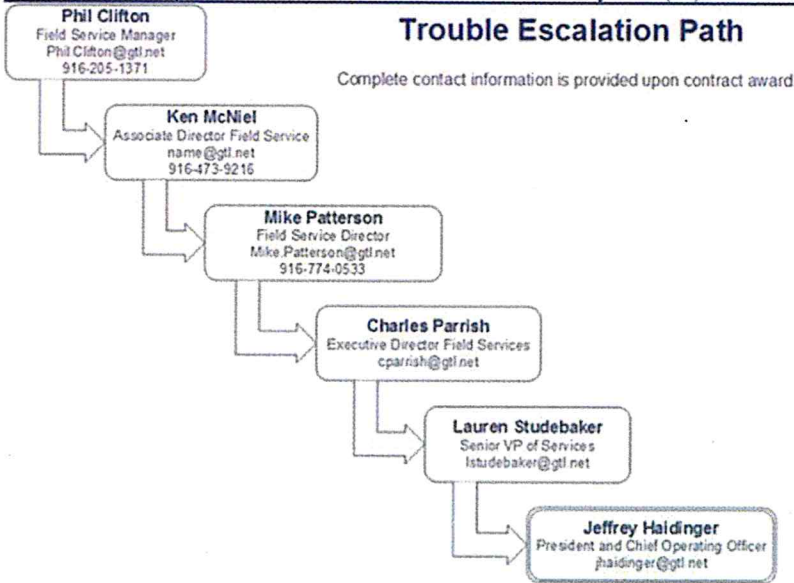 Trouble Escalation Path
Complete contact information is provided upon contract award
Phil Clifton
Field Service Manager
Phil.Clifton@gtl.net
916-205-1371
Ken McNiel
Associate Director Field Service
name@gtl.net
916-473-9216
Mike Patterson
Field Service Director
Mike.Patterson@gtl.net
916-774-0533
Charles Parrish
Executive Director Field Services
cparrish@gtl.net
Lauren Studebaker
Senior VP of Services
lstudebaker@gtl.net
Jeffrey Haidinger
President and Chief Operating Officer
jhaidinger@gtl.net